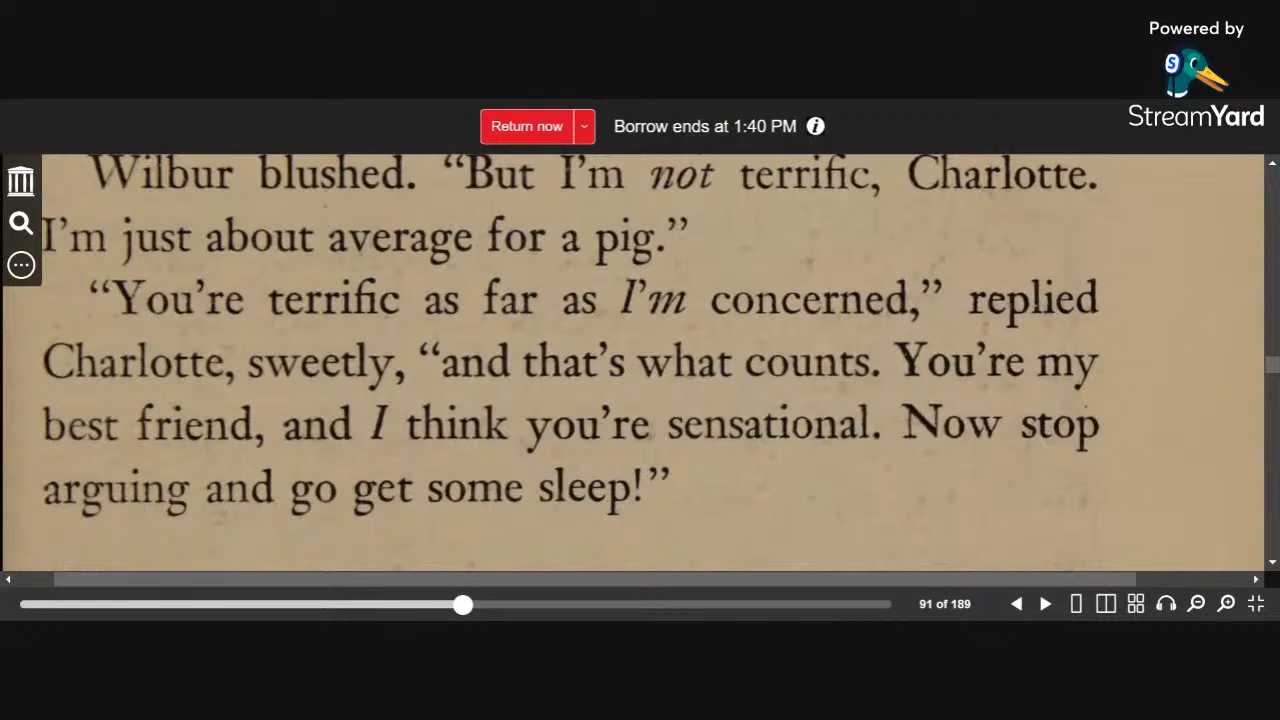 Powered by
StreamYard
Return now
Borrow ends at 1:40 PM
Wilbur blushed. “But I’m not terrific, Charlotte.
I’m just about average for a pig.”
“You’re terrific as far as I’m concerned,” replied
Charlotte, sweetly, “and that’s what counts. You’re my
best friend, and I think you’re sensational. Now stop
arguing and go get some sleep!”
91 of 189